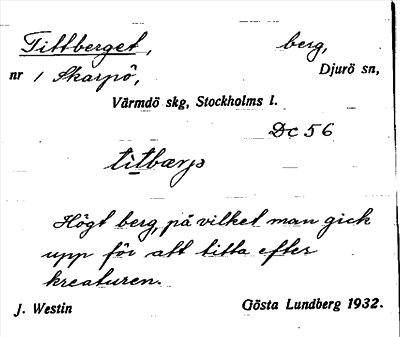 Tittberget, berg,
nr 1 Skarpö, Djurö sn,
Värmdö skg, Stockholms l.
Dc 56
titbærj
Högt berg, på vilket man gick
upp för att titta efter
kreaturen.
J. Westin Gösta Lundberg 1932.